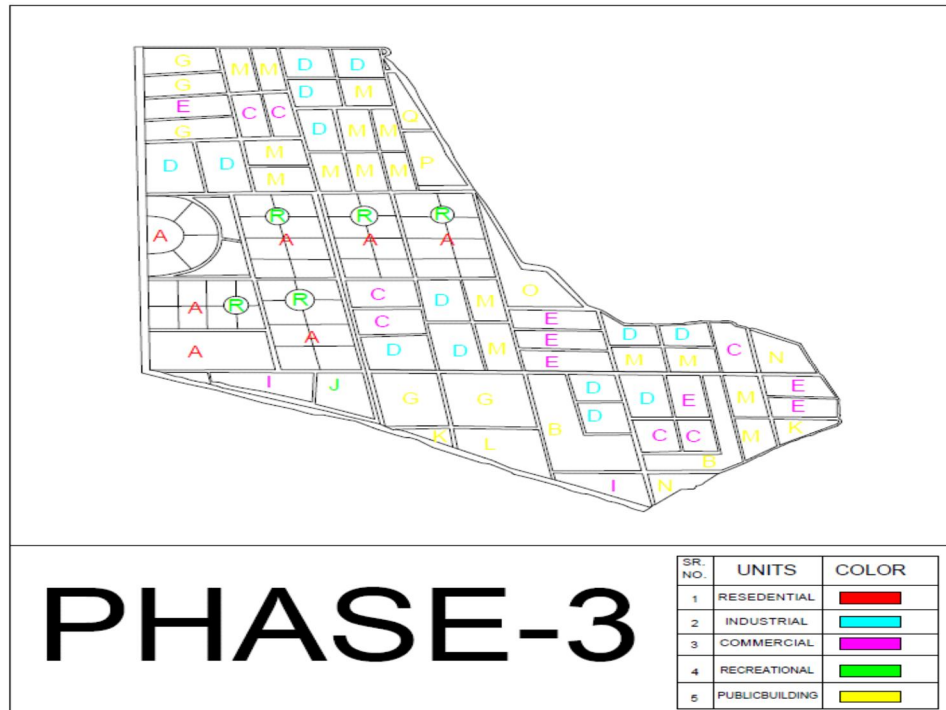 G M M D D
G D M
E C C Q
G D M M
D D M M M M M P
R R R
A A A A
A R R
C D M Q
C E
A A D D M E
E D D C
M M N
I J G G D D E M E
K L B D E
C C M K
B
I N
PHASE-3
SR. NO. UNITS COLOR
1 RESEDENTIAL
2 INDUSTRIAL
3 COMMERCIAL
4 RECREATIONAL
5 PUBLICBUILDING